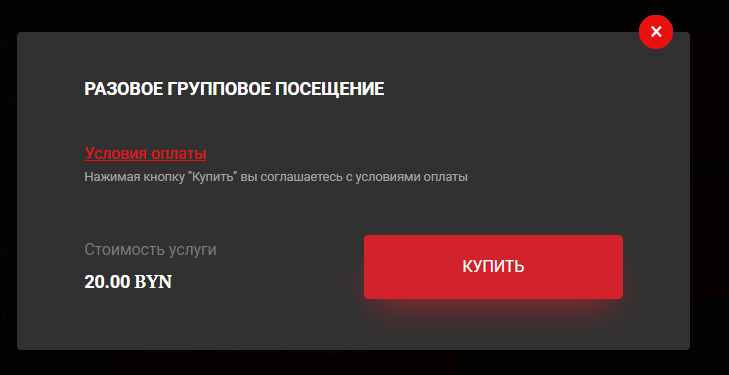 РАЗОВОЕ ГРУППОВОЕ ПОСЕЩЕНИЕ
Условия оплаты
Нажимая кнопку "Купить" вы соглашаетесь с условиями оплаты
Стоимость услуги
20.00 BYN
КУПИТЬ